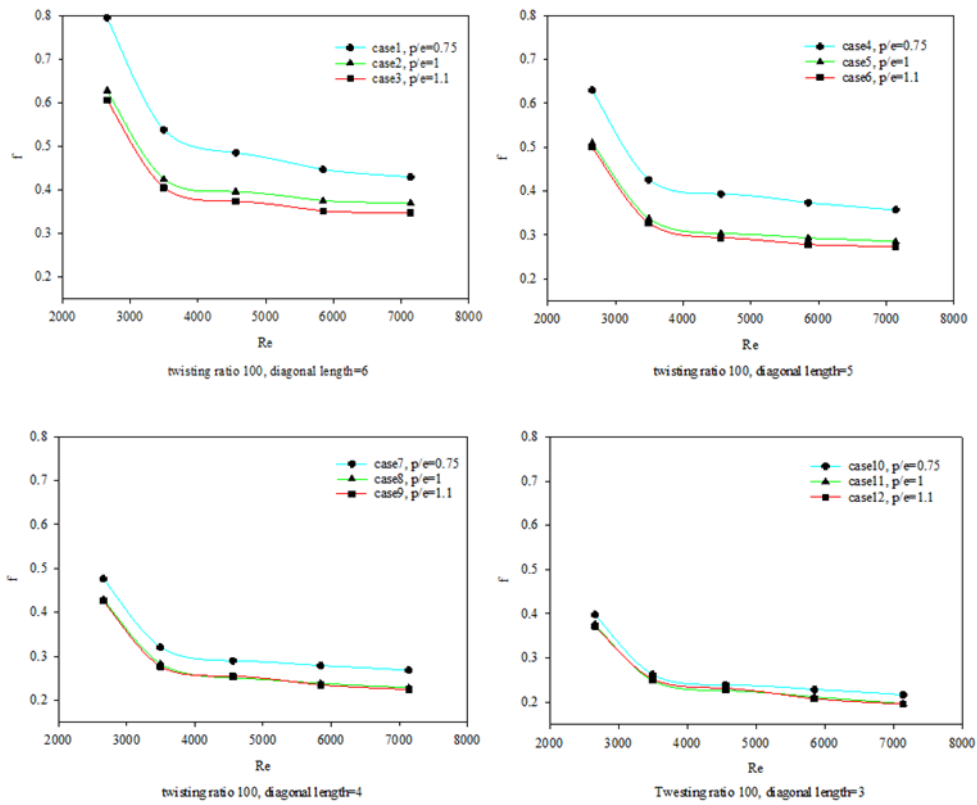 0.8
0.7
0.6
0.5
0.4
0.3
0.2
f
case1, p/e=0.75
case2, p/e=1
case3, p/e=1.1
2000 3000 4000 5000 6000 7000 8000
Re
twisting ratio 100, diagonal length=6
0.8
0.7
0.6
0.5
0.4
0.3
0.2
f
case4, p/e=0.75
case5, p/e=1
case6, p/e=1.1
2000 3000 4000 5000 6000 7000 8000
Re
twisting ratio 100, diagonal length=5
0.8
0.7
0.6
0.5
0.4
0.3
0.2
f
case7, p/e=0.75
case8, p/e=1
case9, p/e=1.1
2000 3000 4000 5000 6000 7000 8000
Re
twisting ratio 100, diagonal length=4
0.8
0.7
0.6
0.5
0.4
0.3
0.2
f
case10, p/e=0.75
case11, p/e=1
case12, p/e=1.1
2000 3000 4000 5000 6000 7000 8000
Re
Twesting ratio 100, diagonal length=3